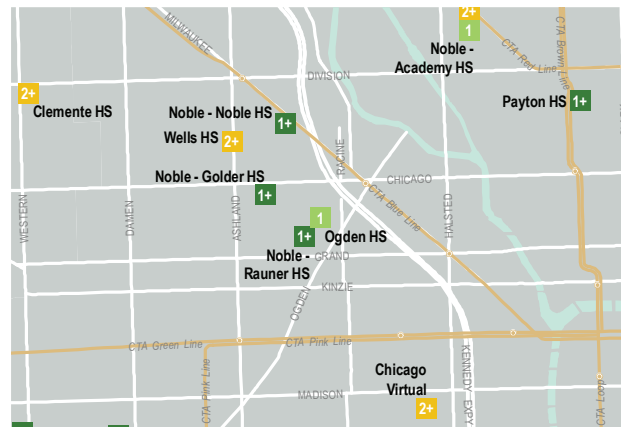 MILWAUKEE
2+
1
Noble -
Academy HS
CTA Red Line
CTA Brown Line
DIVISION
2+
Clemente HS
Noble - Noble HS
1+
Payton HS
1+
Wells HS
2+
RACINE
Noble - Golder HS
1+
CHICAGO
CTA Blue Line
WESTERN
DAMEN
ASHLAND
HALSTED
1
Ogden HS
1+
Noble -
Rauner HS
GRAND
KINZIE
OGDEN
CTA Green Line
CTA Pink Line
CTA Pink Line
Chicago
Virtual
2+
MADISON
KENNEDY EXPY
CTA Loop